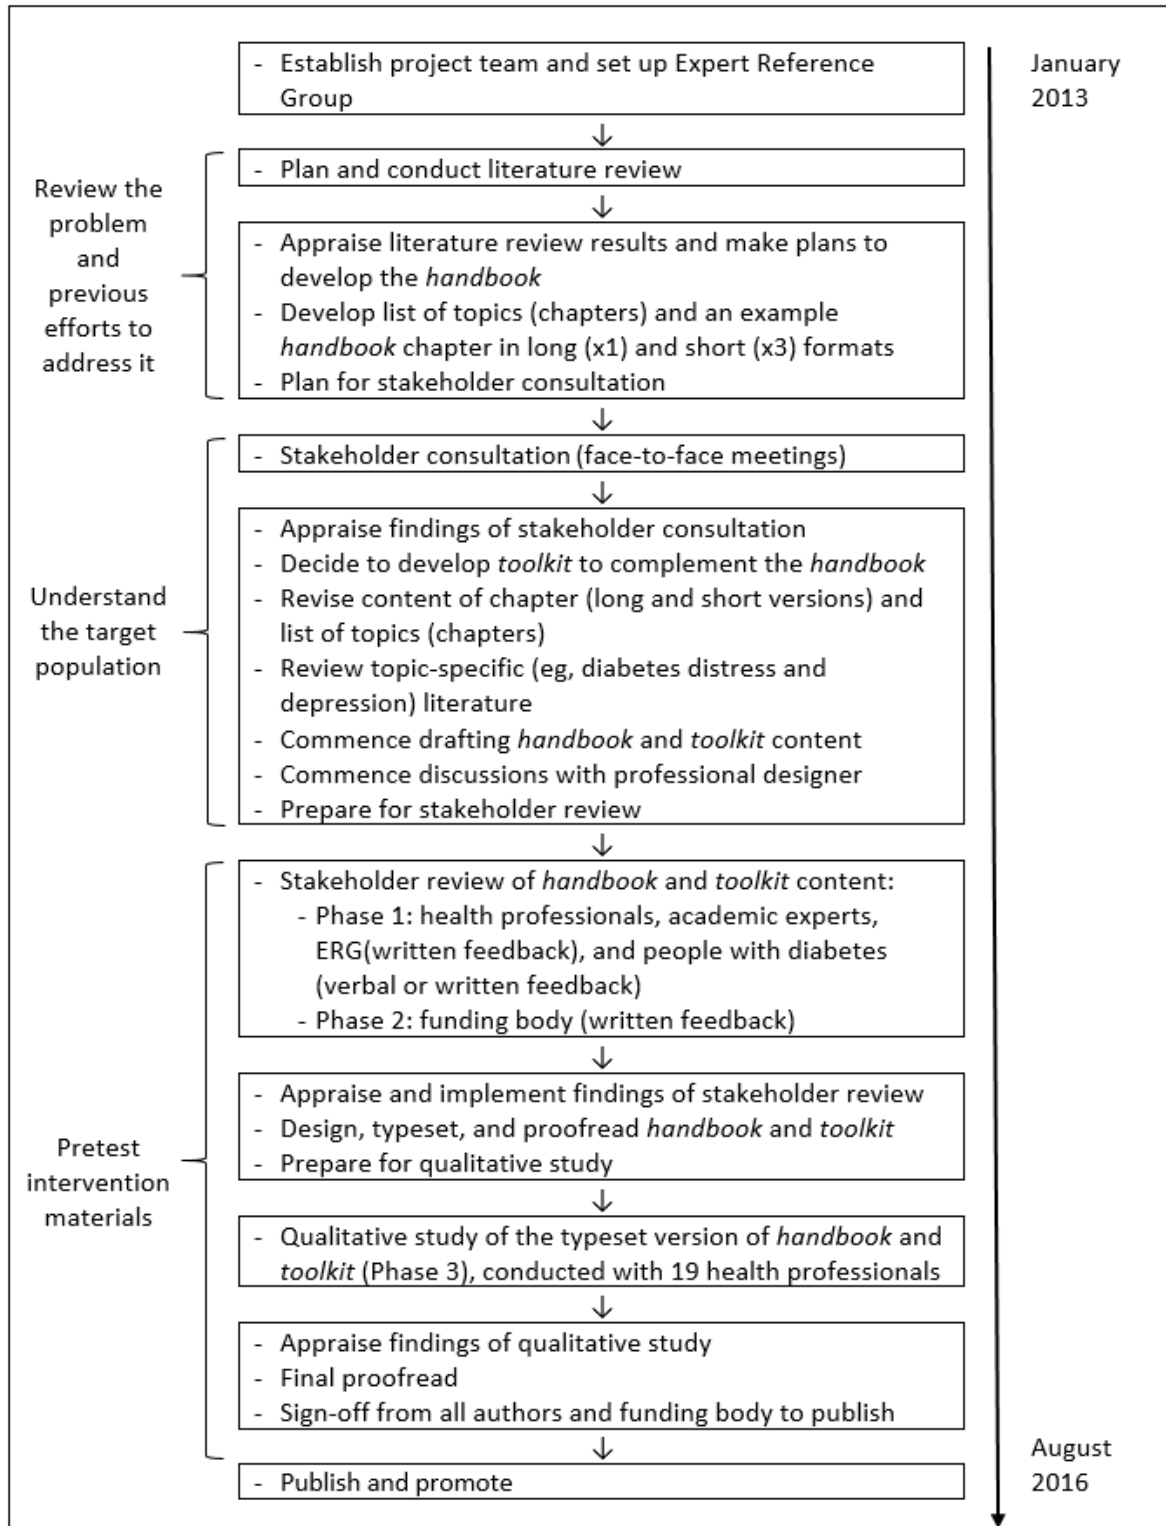 - Establish project team and set up Expert Reference
Group
January
2013
Review the
problem
and
previous
efforts to
address it
- Plan and conduct literature review
- Appraise literature review results and make plans to
develop the handbook
- Develop list of topics (chapters) and an example
handbook chapter in long (x1) and short (x3) formats
- Plan for stakeholder consultation
Understand
the target
population
- Stakeholder consultation (face-to-face meetings)
- Appraise findings of stakeholder consultation
- Decide to develop toolkit to complement the handbook
- Revise content of chapter (long and short versions) and
list of topics (chapters)
- Review topic-specific (eg, diabetes distress and
depression) literature
- Commence drafting handbook and toolkit content
- Commence discussions with professional designer
- Prepare for stakeholder review
Pretest
intervention
materials
- Stakeholder review of handbook and toolkit content:
- Phase 1: health professionals, academic experts,
ERG(written feedback), and people with diabetes
(verbal or written feedback)
- Phase 2: funding body (written feedback)
- Appraise and implement findings of stakeholder review
- Design, typeset, and proofread handbook and toolkit
- Prepare for qualitative study
- Qualitative study of the typeset version of handbook and
toolkit (Phase 3), conducted with 19 health professionals
- Appraise findings of qualitative study
- Final proofread
- Sign-off from all authors and funding body to publish
- Publish and promote
August
2016